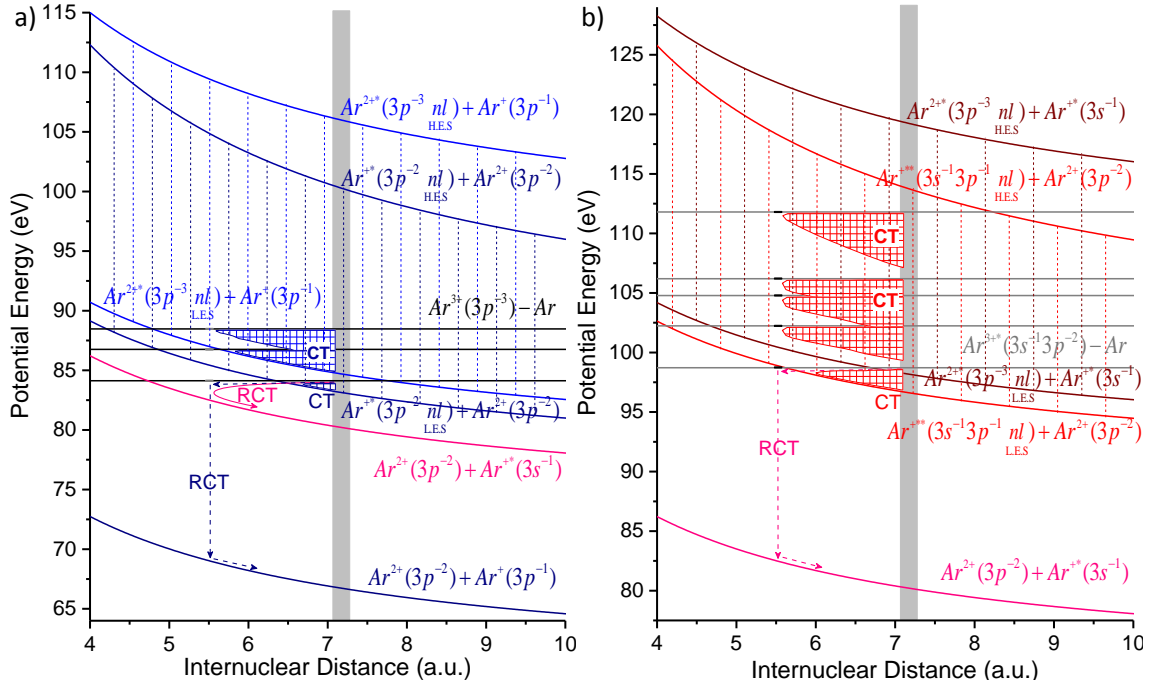 a)
115
110
105
100
95
90
85
80
75
70
65
Potential Energy (eV)
Ar²⁺*(3p⁻³ nl) + Ar⁺(3p⁻¹)
H.E.S
Ar⁺*(3p⁻² nl) + Ar²⁺(3p⁻²)
H.E.S
Ar²⁺*(3p⁻³ nl) + Ar⁺(3p⁻¹)
L.E.S
Ar³⁺(3p⁻³) – Ar
CT
RCT
CT
Ar⁺*(3p⁻² nl) + Ar²⁺(3p⁻²)
L.E.S
Ar²⁺(3p⁻²) + Ar⁺*(3s⁻¹)
RCT
Ar²⁺(3p⁻²) + Ar⁺(3p⁻¹)
4 5 6 7 8 9 10
Internuclear Distance (a.u.)
b)
125
120
115
110
105
100
95
90
85
80
Potential Energy (eV)
Ar²⁺*(3p⁻³ nl) + Ar⁺*(3s⁻¹)
H.E.S
Ar⁺**(3s⁻¹3p⁻¹ nl) + Ar²⁺(3p⁻²)
H.E.S
CT
CT
Ar³⁺*(3s⁻¹3p⁻²) – Ar
Ar²⁺*(3p⁻³ nl) + Ar⁺*(3s⁻¹)
L.E.S
CT
Ar⁺**(3s⁻¹3p⁻¹ nl) + Ar²⁺(3p⁻²)
L.E.S
RCT
Ar²⁺(3p⁻²) + Ar⁺*(3s⁻¹)
4 5 6 7 8 9 10
Internuclear Distance (a.u.)